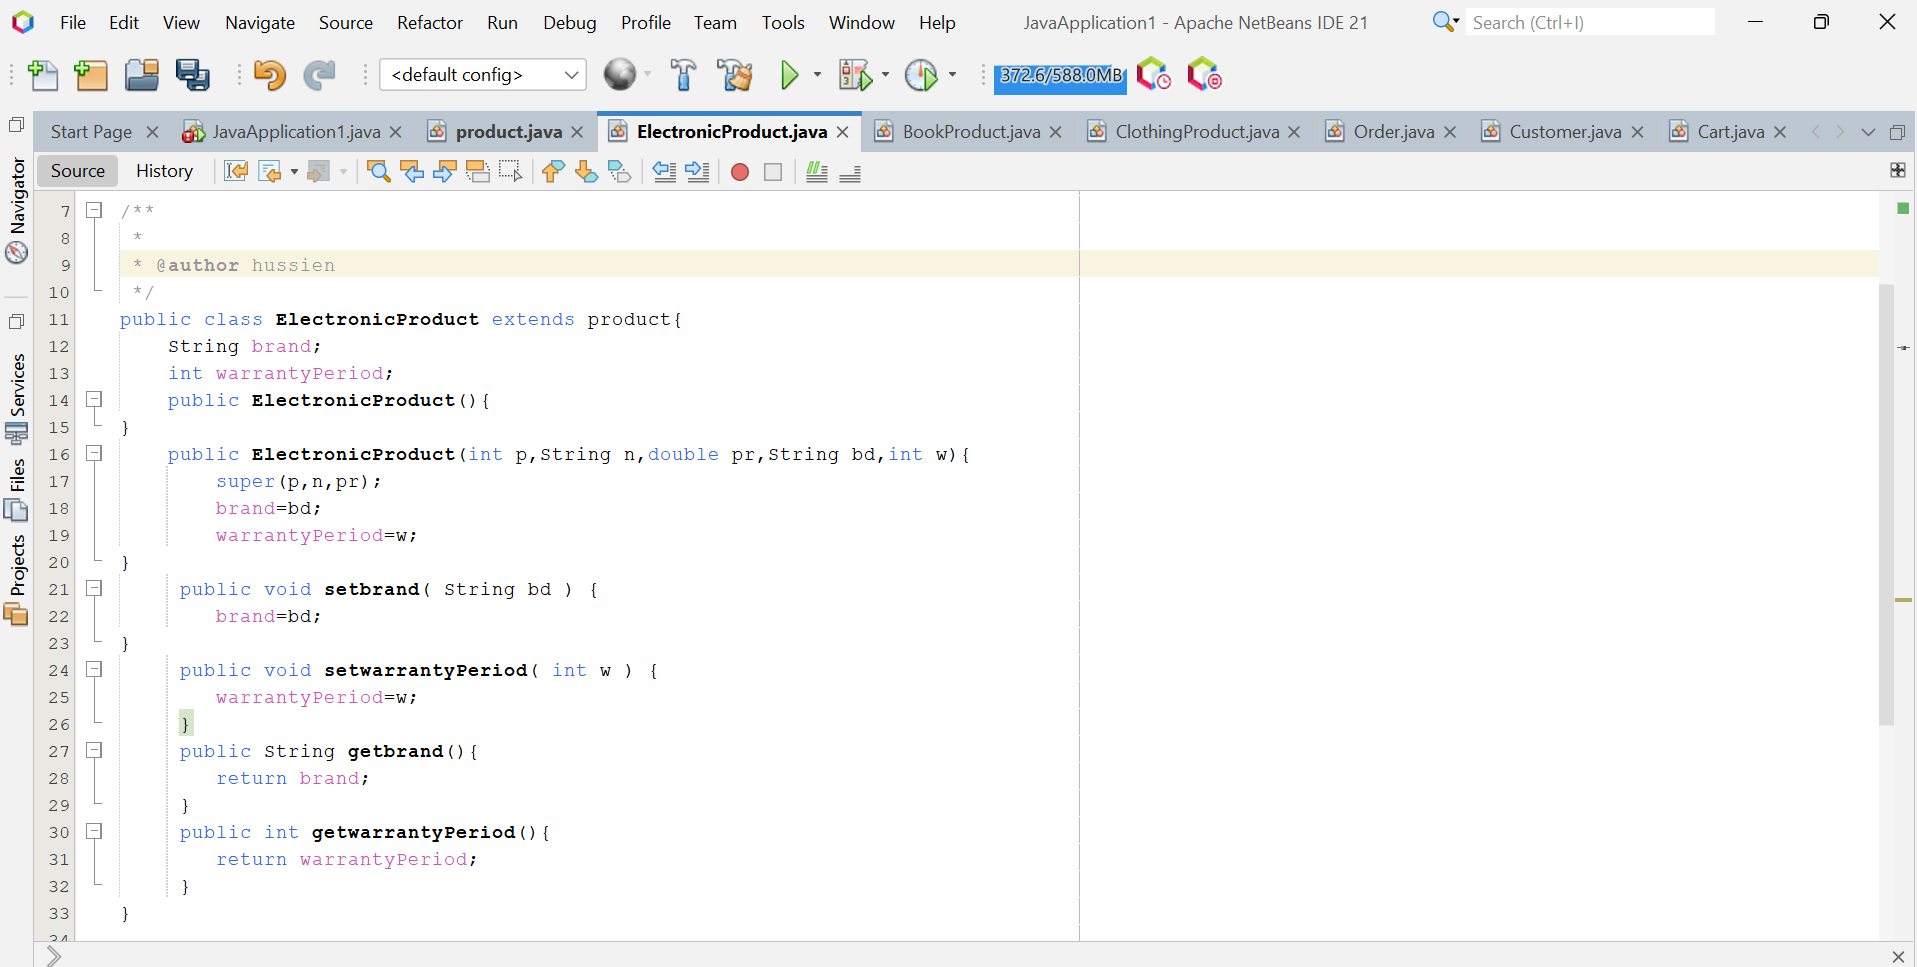 File Edit View Navigate Source Refactor Run Debug Profile Team Tools Window Help JavaApplication1 - Apache NetBeans IDE 21 Search (Ctrl+I)
<default config> 372.6/588.0MB
Start Page JavaApplication1.java product.java ElectronicProduct.java BookProduct.java ClothingProduct.java Order.java Customer.java Cart.java
Source History
Navigator
Services
Files
Projects
7 /**
8 *
9 * @author hussien
10 */
11 public class ElectronicProduct extends product{
12 String brand;
13 int warrantyPeriod;
14 public ElectronicProduct(){
15 }
16 public ElectronicProduct(int p,String n,double pr,String bd,int w){
17 super(p,n,pr);
18 brand=bd;
19 warrantyPeriod=w;
20 }
21 public void setbrand( String bd ) {
22 brand=bd;
23 }
24 public void setwarrantyPeriod( int w ) {
25 warrantyPeriod=w;
26 }
27 public String getbrand(){
28 return brand;
29 }
30 public int getwarrantyPeriod(){
31 return warrantyPeriod;
32 }
33 }
34